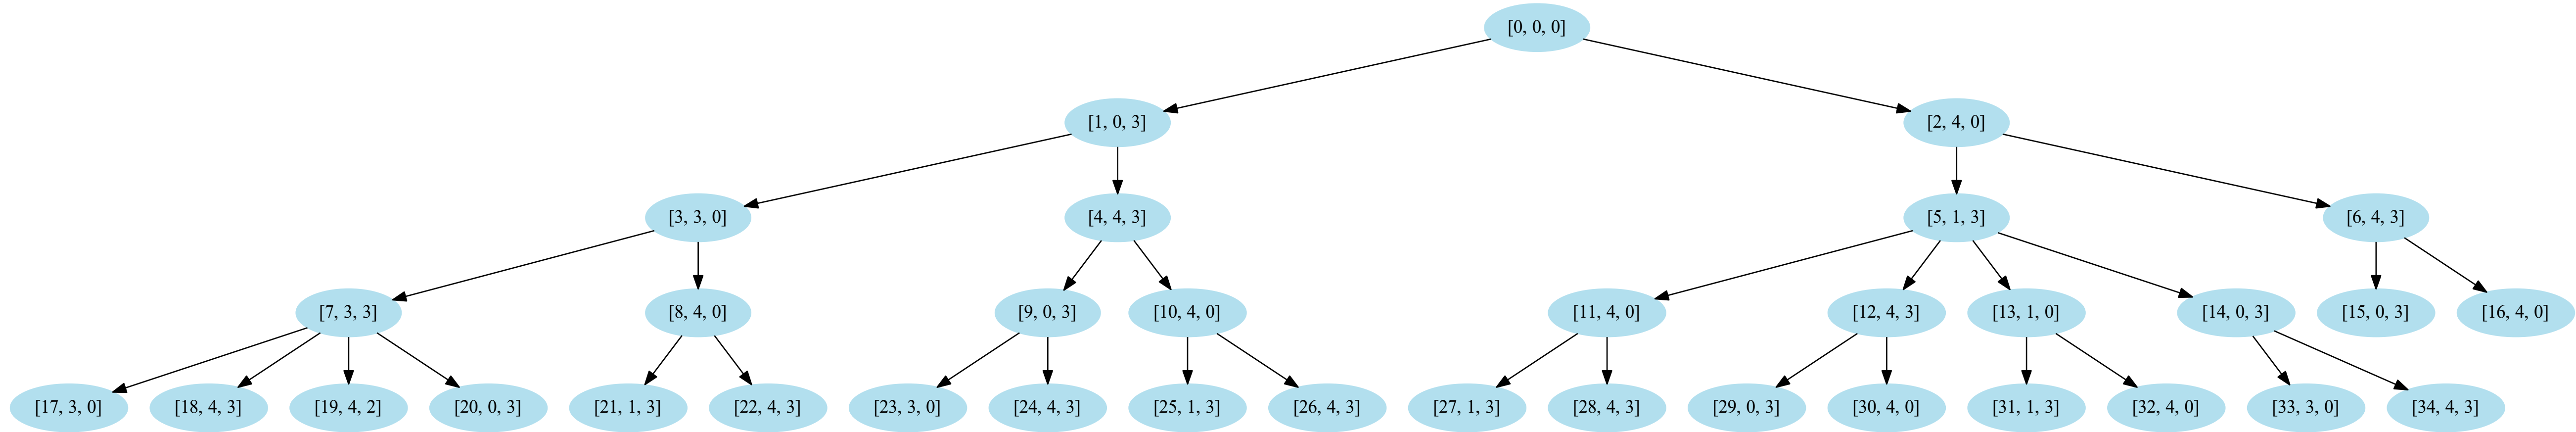 [0, 0, 0]
[1, 0, 3]
[2, 4, 0]
[3, 3, 0]
[4, 4, 3]
[5, 1, 3]
[6, 4, 3]
[7, 3, 3]
[8, 4, 0]
[9, 0, 3]
[10, 4, 0]
[11, 4, 0]
[12, 4, 3]
[13, 1, 0]
[14, 0, 3]
[15, 0, 3]
[16, 4, 0]
[17, 3, 0]
[18, 4, 3]
[19, 4, 2]
[20, 0, 3]
[21, 1, 3]
[22, 4, 3]
[23, 3, 0]
[24, 4, 3]
[25, 1, 3]
[26, 4, 3]
[27, 1, 3]
[28, 4, 3]
[29, 0, 3]
[30, 4, 0]
[31, 1, 3]
[32, 4, 0]
[33, 3, 0]
[34, 4, 3]